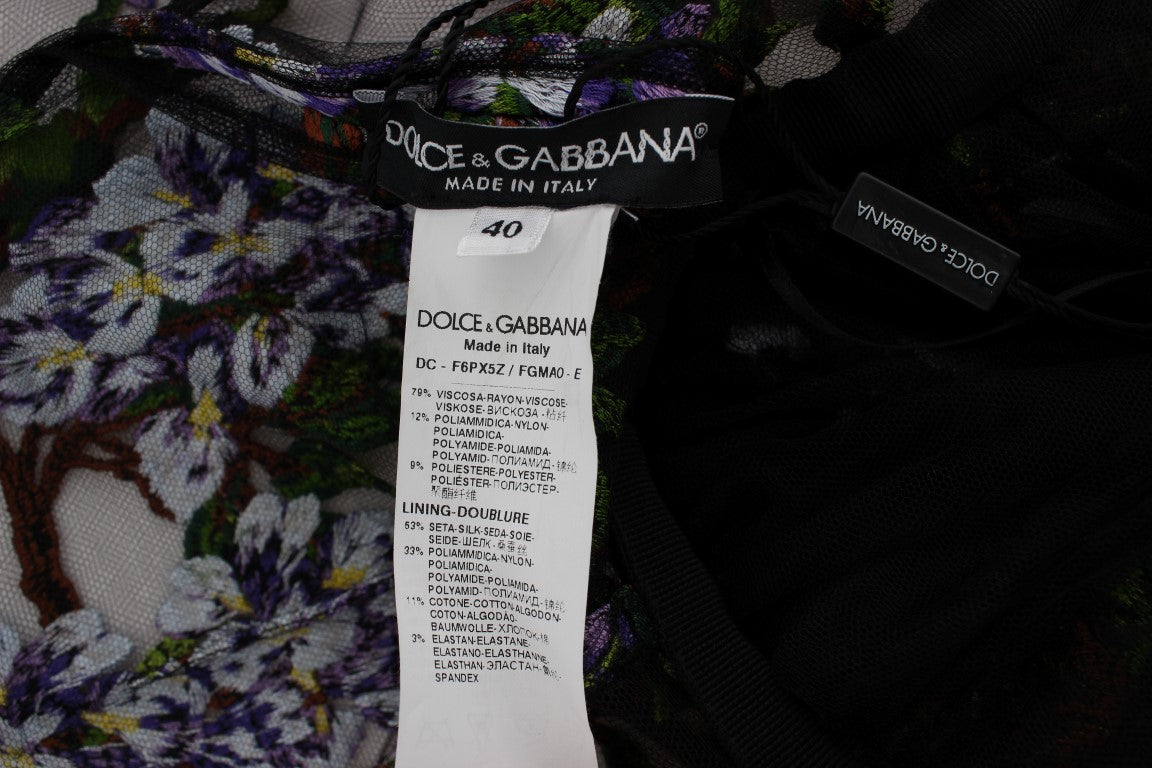 DOLCE & GABBANA®
MADE IN ITALY
40
DOLCE & GABBANA
DOLCE & GABBANA
Made in Italy
DC - F6PX5Z / FGMA0 - E
79% VISCOSA-RAYON-VISCOSE-
VISKOSE-ВИСКОЗА-粘纤
12% POLIAMMIDICA-NYLON-
POLIAMIDICA-
POLYAMIDE-POLIAMIDA-
POLYAMID-ПОЛИАМИД-锦纶
9% POLIESTERE-POLYESTER-
POLIÉSTER-ПОЛИЭСТЕР-
聚酯纤维
LINING-DOUBLURE
53% SETA-SILK-SEDA-SOIE-
SEIDE-ШЕЛК-桑蚕丝
33% POLIAMMIDICA-NYLON-
POLIAMIDICA-
POLYAMIDE-POLIAMIDA-
POLYAMID-ПОЛИАМИД-锦纶
11% COTONE-COTTON-ALGODON-
COTON-ALGODÃO-
BAUMWOLLE-ХЛОПОК-棉
3% ELASTAN-ELASTANE-
ELASTANO-ELASTHANNE-
ELASTHAN-ЭЛАСТАН-
SPANDEX